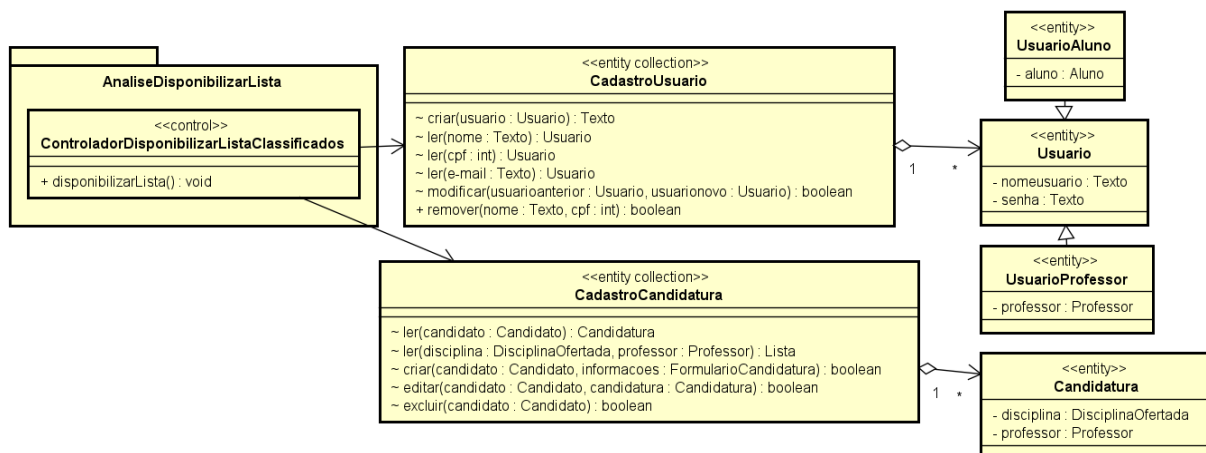 AnaliseDisponibilizarLista
<<control>>
ControladorDisponibilizarListaClassificados
+ disponibilizarLista() : void
<<entity collection>>
CadastroUsuario
~ criar(usuario : Usuario) : Texto
~ ler(nome : Texto) : Usuario
~ ler(cpf : int) : Usuario
~ ler(e-mail : Texto) : Usuario
~ modificar(usuarioanterior : Usuario, usuarionovo : Usuario) : boolean
+ remover(nome : Texto, cpf : int) : boolean
1
*
<<entity>>
UsuarioAluno
- aluno : Aluno
<<entity>>
Usuario
- nomeusuario : Texto
- senha : Texto
<<entity>>
UsuarioProfessor
- professor : Professor
<<entity collection>>
CadastroCandidatura
~ ler(candidato : Candidato) : Candidatura
~ ler(disciplina : DisciplinaOfertada, professor : Professor) : Lista
~ criar(candidato : Candidato, informacoes : FormularioCandidatura) : boolean
~ editar(candidato : Candidato, candidatura : Candidatura) : boolean
~ excluir(candidato : Candidato) : boolean
1
*
<<entity>>
Candidatura
- disciplina : DisciplinaOfertada
- professor : Professor